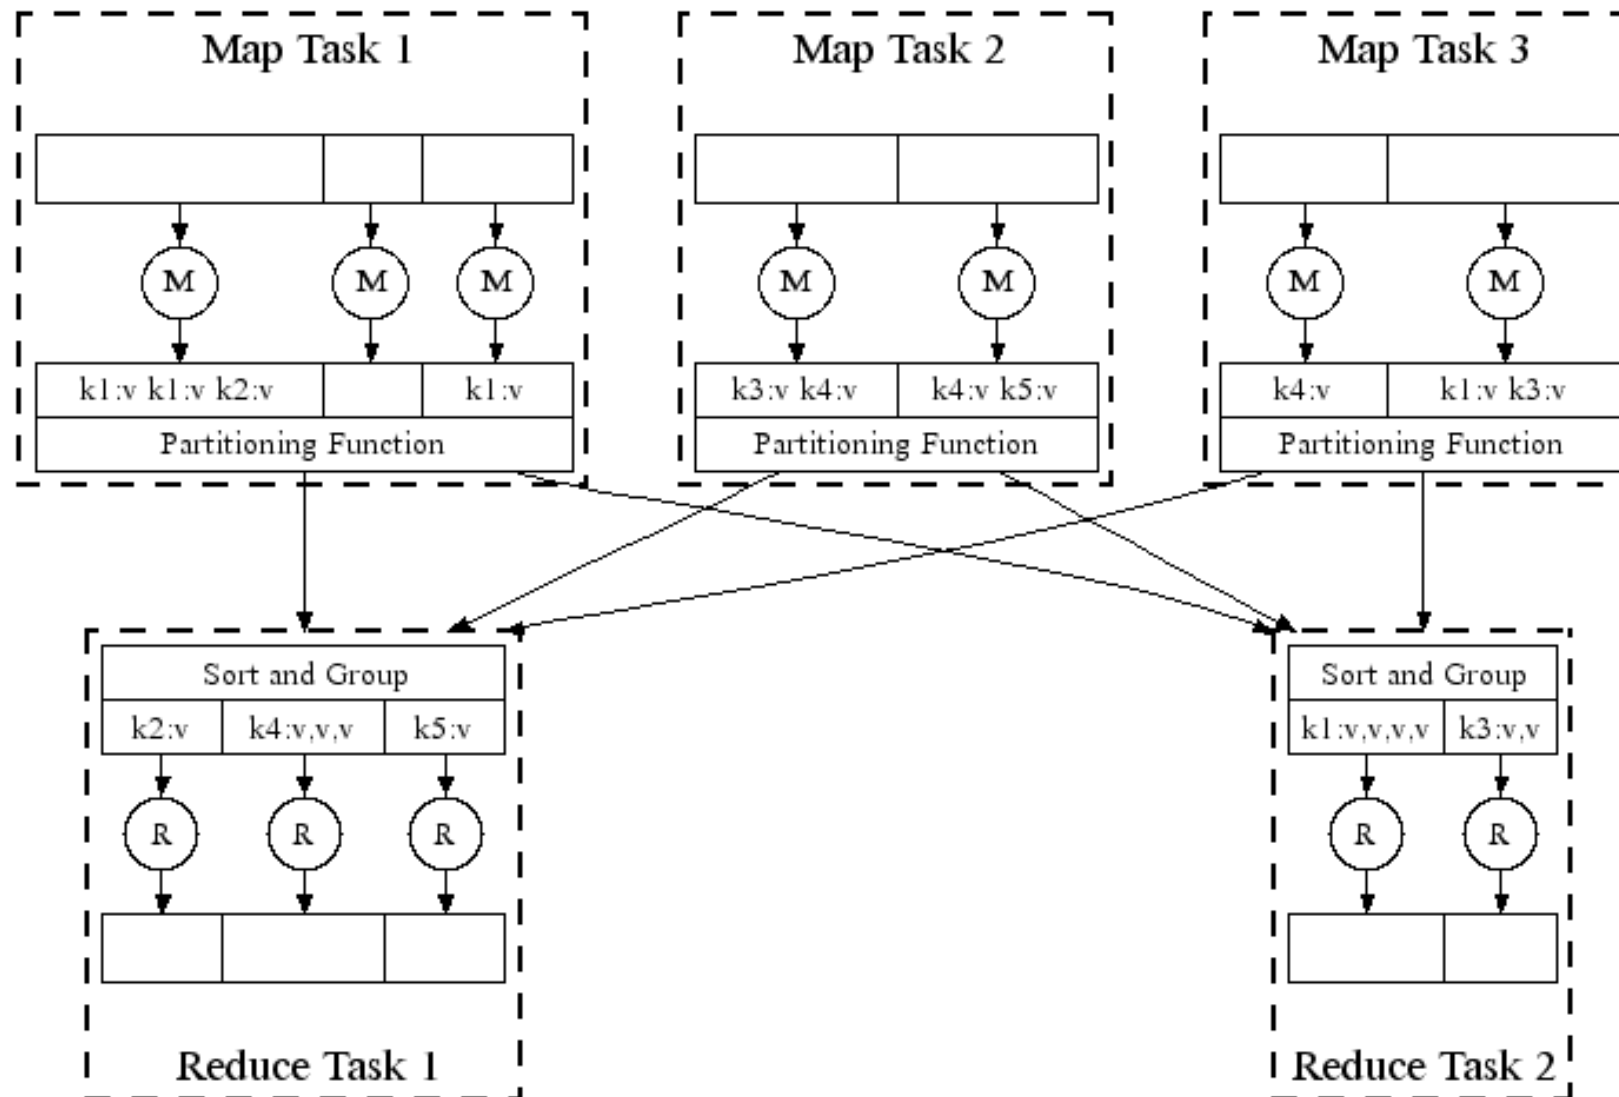 Map Task 1
Map Task 2
Map Task 3
M
M
M
M
M
M
M
k1:v k1:v k2:v
k1:v
k3:v k4:v
k4:v k5:v
k4:v
k1:v k3:v
Partitioning Function
Partitioning Function
Partitioning Function
Sort and Group
k2:v
k4:v,v,v
k5:v
R
R
R
Reduce Task 1
Sort and Group
k1:v,v,v,v
k3:v,v
R
R
Reduce Task 2